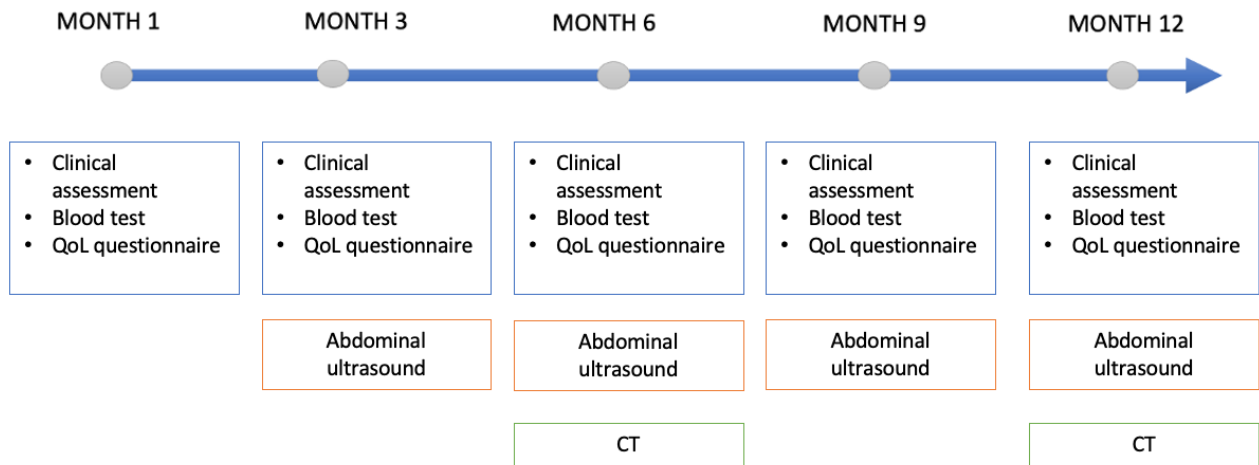 MONTH 1
MONTH 3
MONTH 6
MONTH 9
MONTH 12
• Clinical
assessment
• Blood test
• QoL questionnaire
• Clinical
assessment
• Blood test
• QoL questionnaire
• Clinical
assessment
• Blood test
• QoL questionnaire
• Clinical
assessment
• Blood test
• QoL questionnaire
• Clinical
assessment
• Blood test
• QoL questionnaire
Abdominal
ultrasound
Abdominal
ultrasound
Abdominal
ultrasound
Abdominal
ultrasound
CT
CT